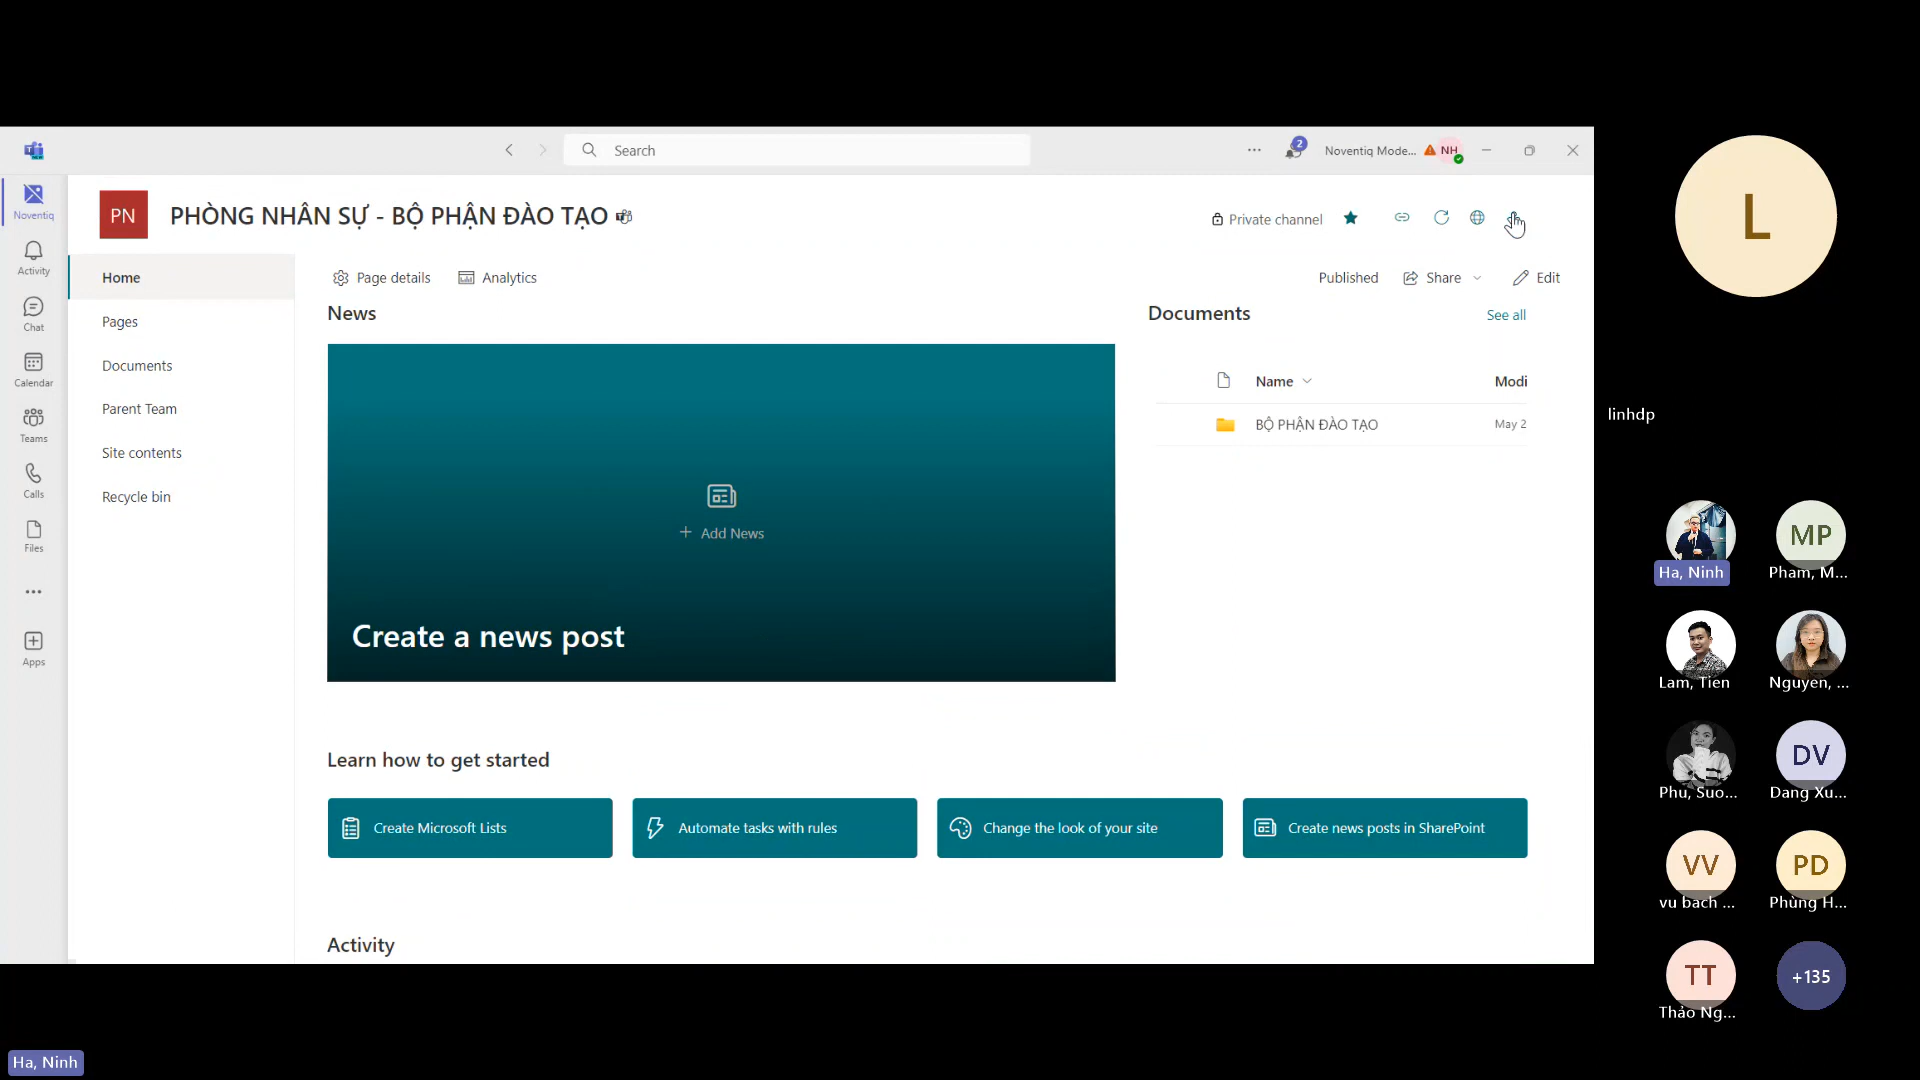 Search
2
Noventiq Mode...
NH
Noventiq
Activity
Chat
Calendar
Teams
Calls
Files
Apps
PN
PHÒNG NHÂN SỰ - BỘ PHẬN ĐÀO TẠO
Private channel
Home
Pages
Documents
Parent Team
Site contents
Recycle bin
Page details
Analytics
Published
Share
Edit
News
Add News
Create a news post
Documents
See all
Name
Modi
BỘ PHẬN ĐÀO TẠO
May 2
Learn how to get started
Create Microsoft Lists
Automate tasks with rules
Change the look of your site
Create news posts in SharePoint
Activity
L
linhdp
Ha, Ninh
MP
Pham, M...
Lam, Tien
Nguyen, ...
Phu, Suo...
DV
Dang Xu...
VV
vu bach ...
PD
Phùng H...
TT
Thảo Ng...
+135
Ha, Ninh